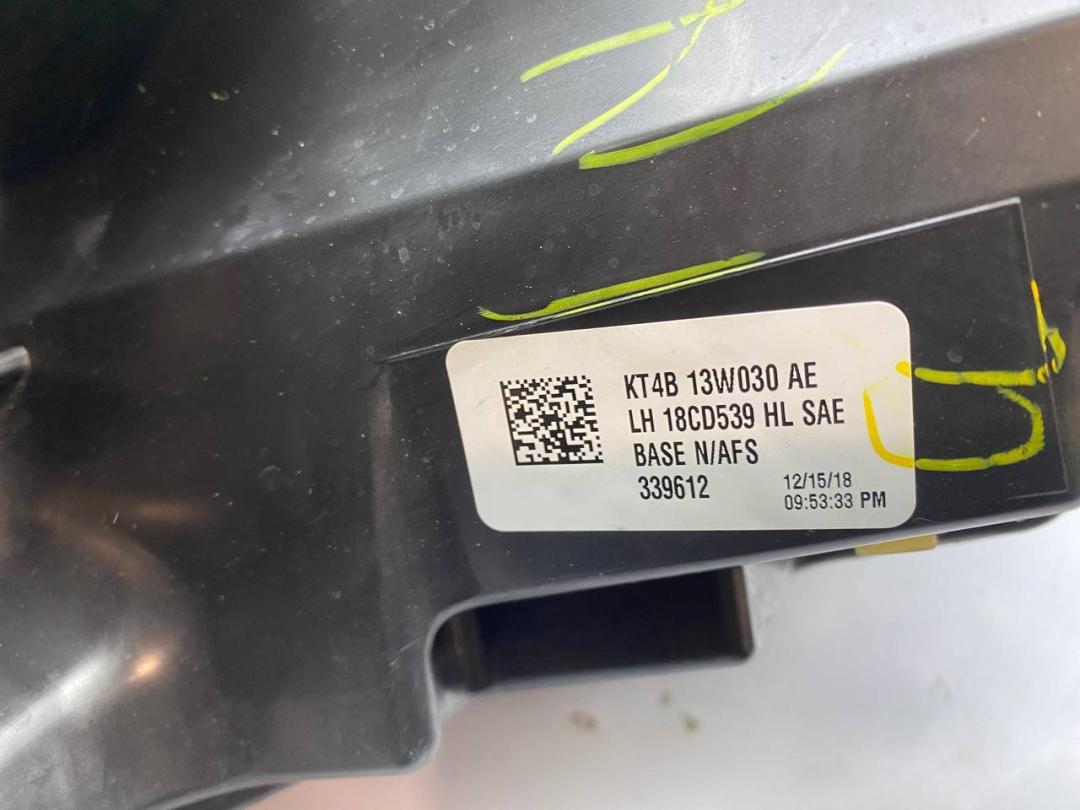 KT4B 13W030 AE
LH 18CD539 HL SAE
BASE N/AFS
339612
12/15/18
09:53:33 PM